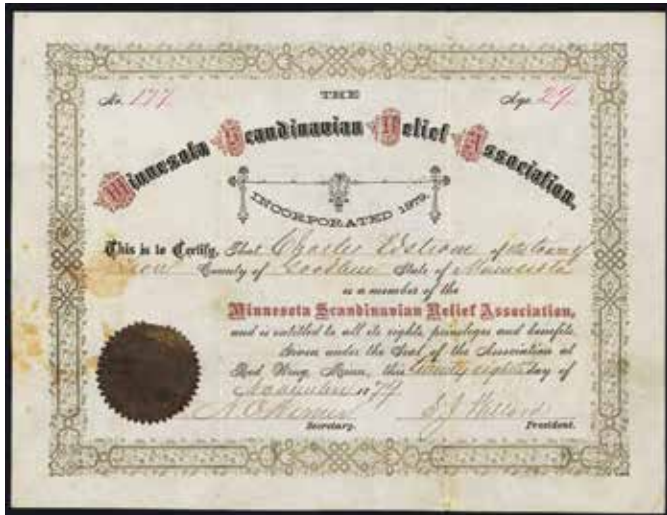 No. 177.
THE
Age 29.
Minnesota Scandinavian Relief Association.
INCORPORATED 1879.
This is to Certify, That Charles Edstrom of the town of
County of Goodhue State of Minnesota
is a member of the
Minnesota Scandinavian Relief Association,
and is entitled to all its rights, privileges and benefits.
Given under the Seal of the Association at
Red Wing, Minn., this twenty eighth day of
November 1879.
Secretary.
President.